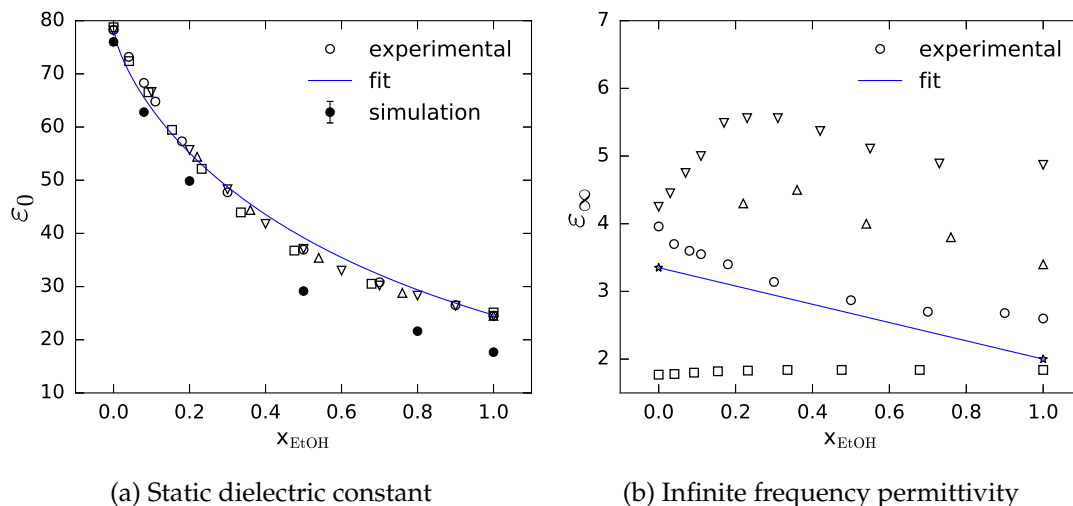 80
70
60
50
40
30
20
10
ε₀
0.0 0.2 0.4 0.6 0.8 1.0
x_EtOH
experimental
fit
simulation
(a) Static dielectric constant
7
6
5
4
3
2
ε∞
0.0 0.2 0.4 0.6 0.8 1.0
x_EtOH
experimental
fit
(b) Infinite frequency permittivity